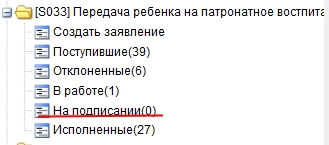 [S033] Передача ребенка на патронатное воспита
Создать заявление
Поступившие(39)
Отклоненные(6)
В работе(1)
На подписании(0)
Исполненные(27)